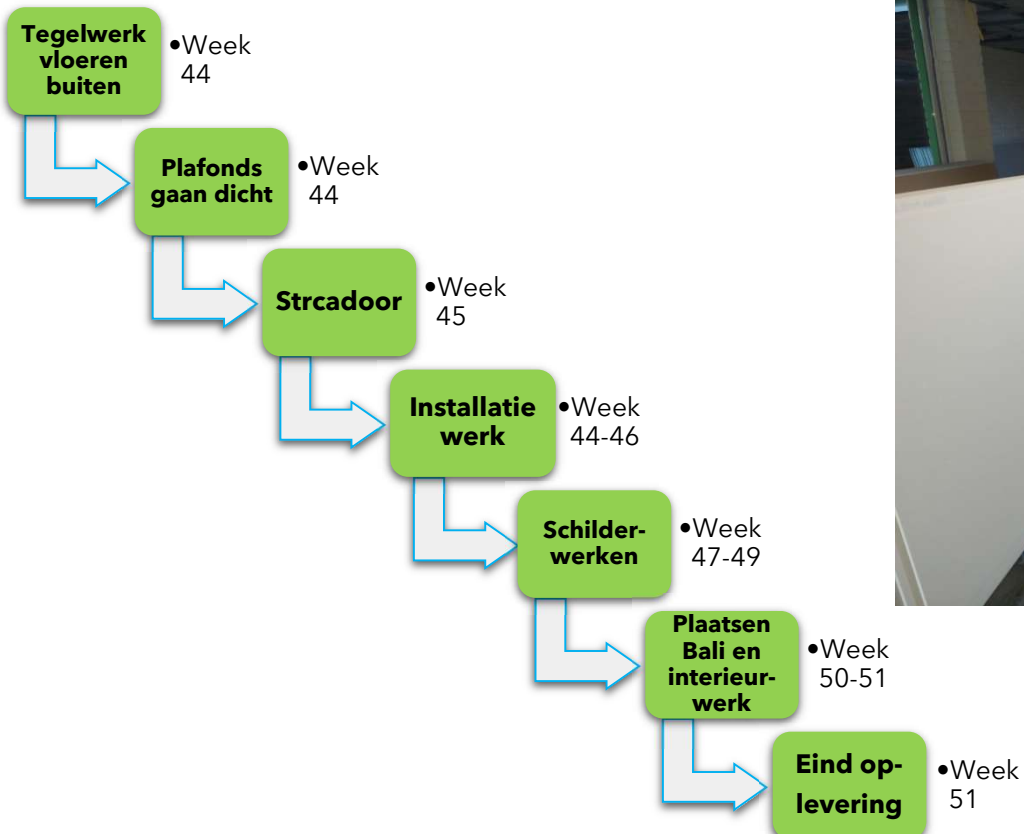 Tegelwerk
vloeren
buiten
•Week
44
Plafonds
gaan dicht
•Week
44
Strcadoor
•Week
45
Installatie
werk
•Week
44-46
Schilder-
werken
•Week
47-49
Plaatsen
Bali en
interieur-
werk
•Week
50-51
Eind op-
levering
•Week
51